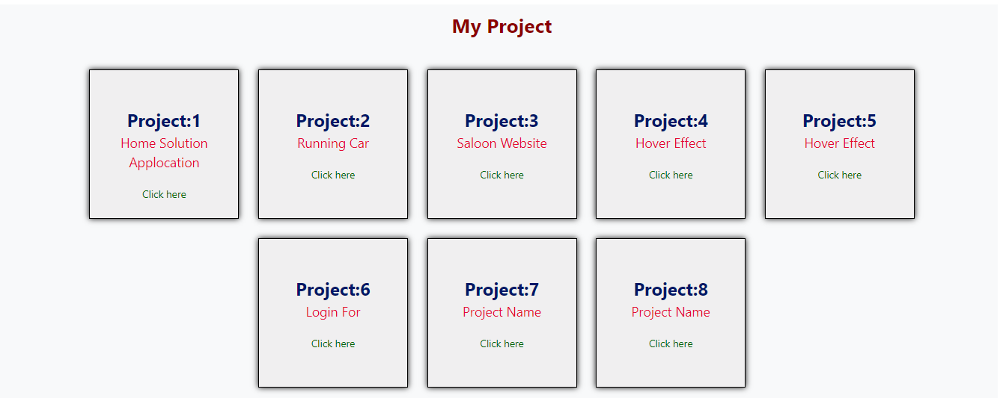 My Project
Project:1
Home Solution
Applocation
Click here
Project:2
Running Car
Click here
Project:3
Saloon Website
Click here
Project:4
Hover Effect
Click here
Project:5
Hover Effect
Click here
Project:6
Login For
Click here
Project:7
Project Name
Click here
Project:8
Project Name
Click here